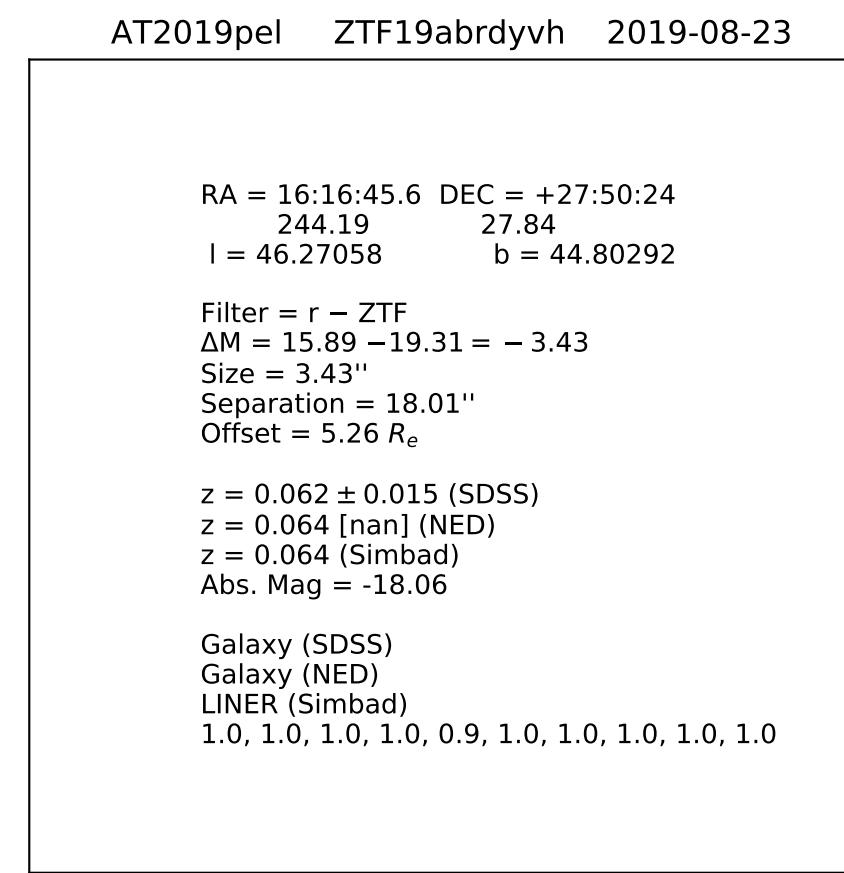 AT2019pel ZTF19abrdyvh 2019-08-23
RA = 16:16:45.6 DEC = +27:50:24
244.19 27.84
l = 46.27058 b = 44.80292
Filter = r − ZTF
ΔM = 15.89 −19.31 = − 3.43
Size = 3.43''
Separation = 18.01''
Offset = 5.26 Rₑ
z = 0.062 ± 0.015 (SDSS)
z = 0.064 [nan] (NED)
z = 0.064 (Simbad)
Abs. Mag = -18.06
Galaxy (SDSS)
Galaxy (NED)
LINER (Simbad)
1.0, 1.0, 1.0, 1.0, 0.9, 1.0, 1.0, 1.0, 1.0, 1.0